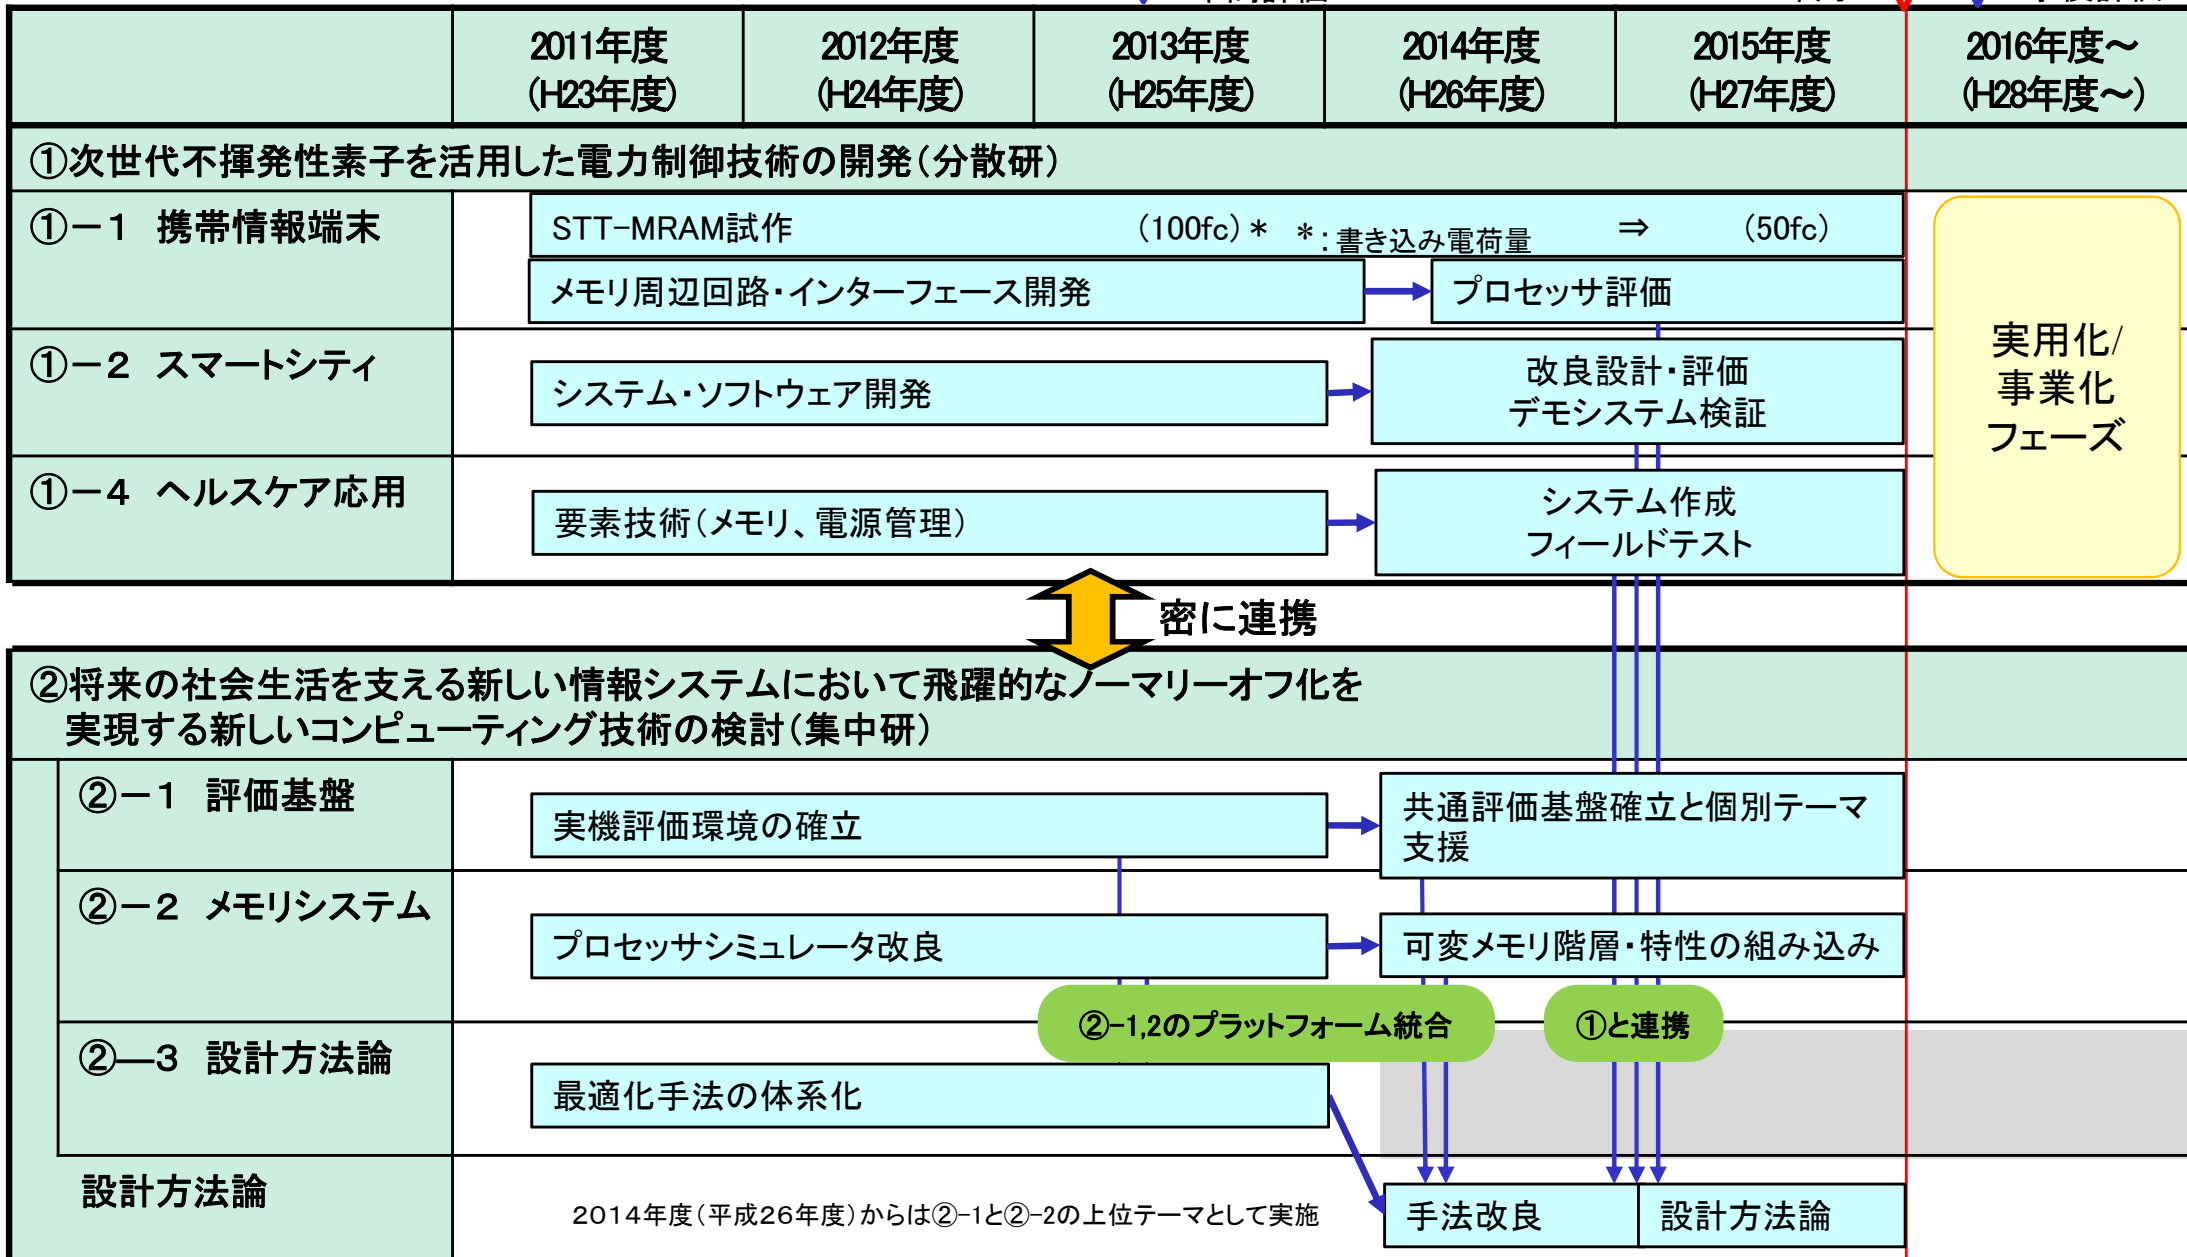 2011年度
(H23年度)
2012年度
(H24年度)
2013年度
(H25年度)
2014年度
(H26年度)
2015年度
(H27年度)
2016年度～
(H28年度～)
①次世代不揮発性素子を活用した電力制御技術の開発(分散研)
①－1 携帯情報端末
STT-MRAM試作 (100fc)＊ ＊：書き込み電荷量 ⇒ (50fc)
メモリ周辺回路・インターフェース開発
プロセッサ評価
①－2 スマートシティ
システム・ソフトウェア開発
改良設計・評価
デモシステム検証
①－4 ヘルスケア応用
要素技術(メモリ、電源管理)
システム作成
フィールドテスト
実用化/
事業化
フェーズ
密に連携
②将来の社会生活を支える新しい情報システムにおいて飛躍的なノーマリーオフ化を
実現する新しいコンピューティング技術の検討(集中研)
②－1 評価基盤
実機評価環境の確立
共通評価基盤確立と個別テーマ
支援
②－2 メモリシステム
プロセッサシミュレータ改良
可変メモリ階層・特性の組み込み
②-1,2のプラットフォーム統合
①と連携
②―3 設計方法論
最適化手法の体系化
設計方法論
2014年度(平成26年度)からは②-1と②-2の上位テーマとして実施
手法改良
設計方法論